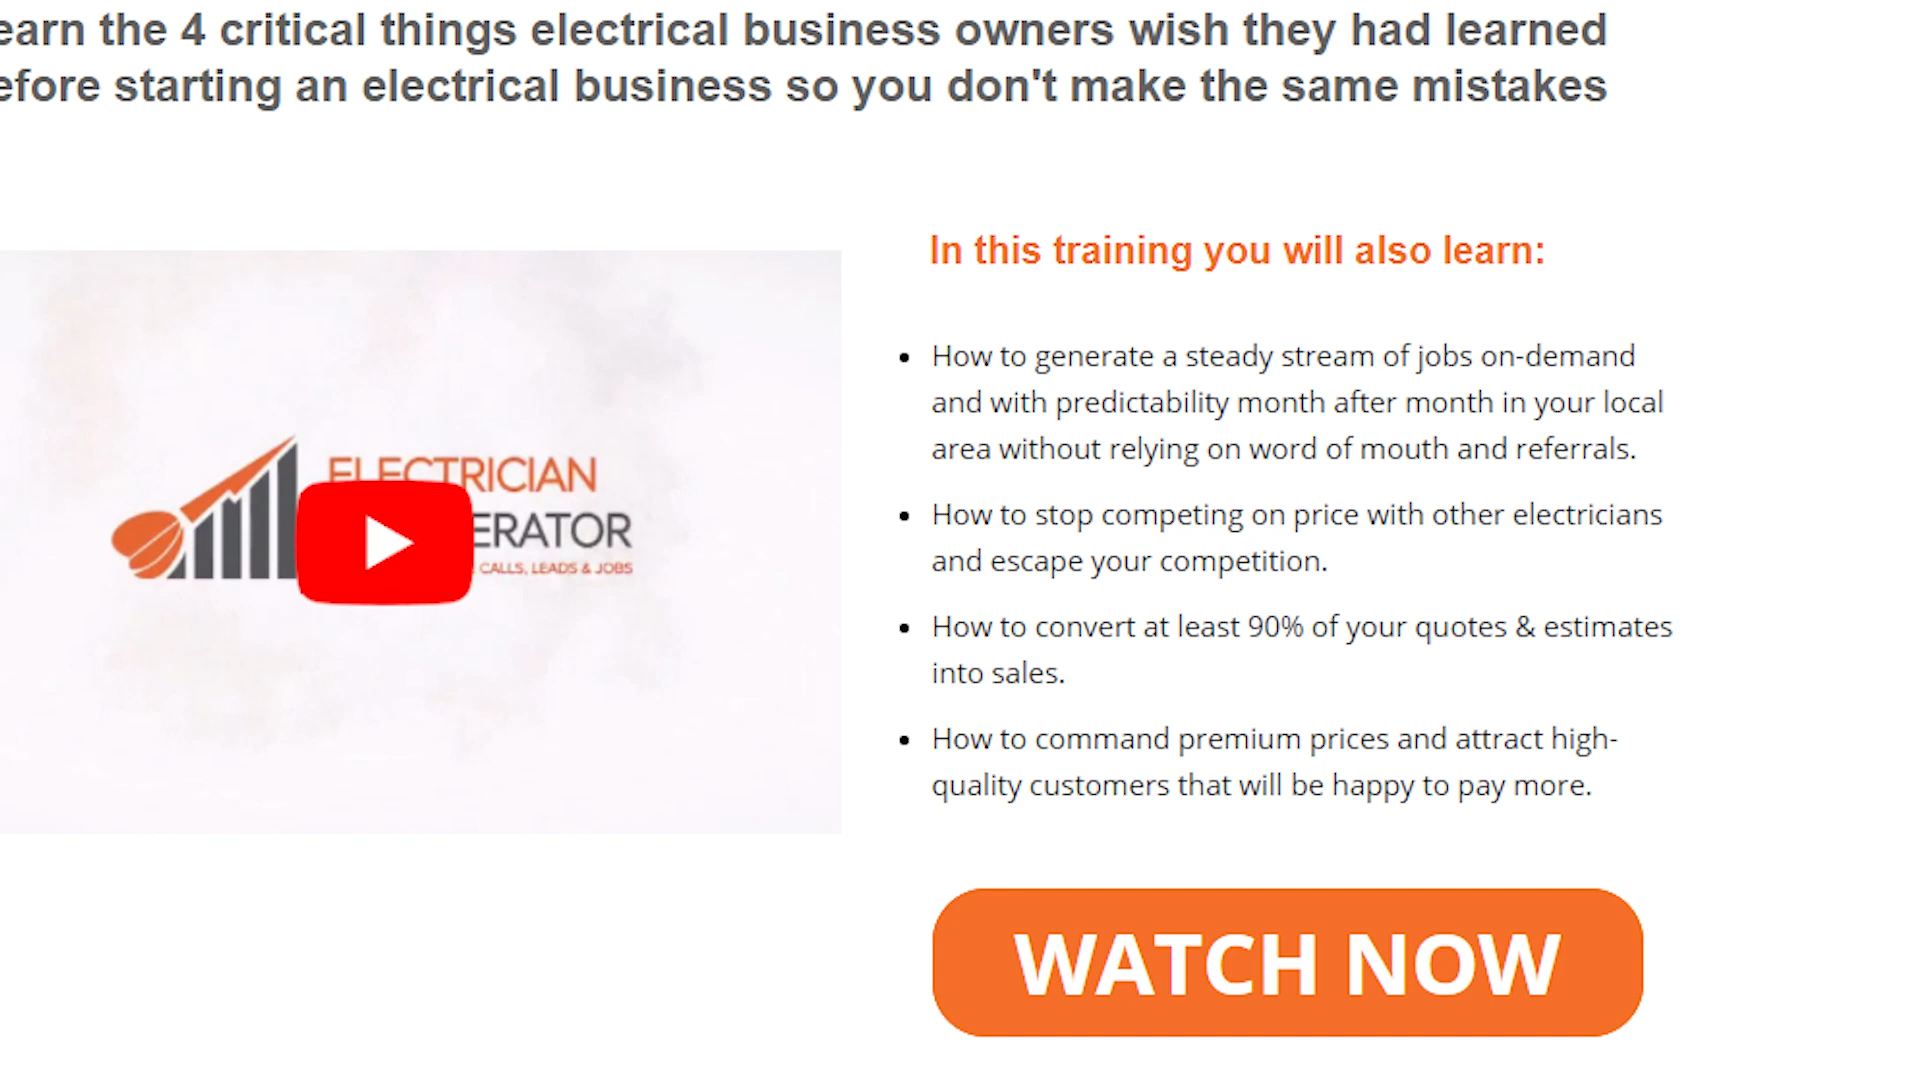 earn the 4 critical things electrical business owners wish they had learned
efore starting an electrical business so you don't make the same mistakes
In this training you will also learn:
• How to generate a steady stream of jobs on-demand
and with predictability month after month in your local
area without relying on word of mouth and referrals.
• How to stop competing on price with other electricians
and escape your competition.
• How to convert at least 90% of your quotes & estimates
into sales.
• How to command premium prices and attract high-
quality customers that will be happy to pay more.
ELECTRICIAN
ERATOR
CALLS, LEADS & JOBS
WATCH NOW